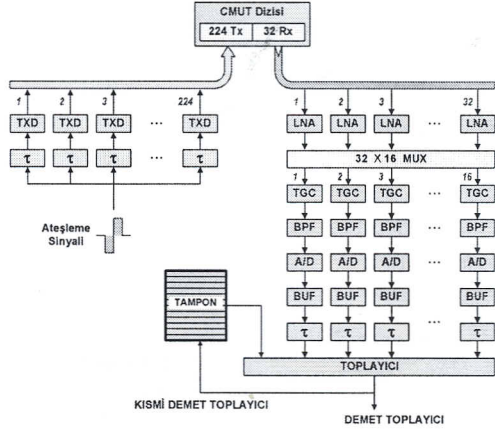 CMUT Dizisi
224 Tx 32 Rx
1 2 3 224
TXD TXD TXD ... TXD
τ τ τ ... τ
Ateşleme
Sinyali
1 2 3 32
LNA LNA LNA ... LNA
32 X 16 MUX
1 2 3 16
TGC TGC TGC ... TGC
BPF BPF BPF ... BPF
A/D A/D A/D ... A/D
BUF BUF BUF ... BUF
τ τ τ ... τ
TAMPON
TOPLAYICI
KISMİ DEMET TOPLAYICI
DEMET TOPLAYICI